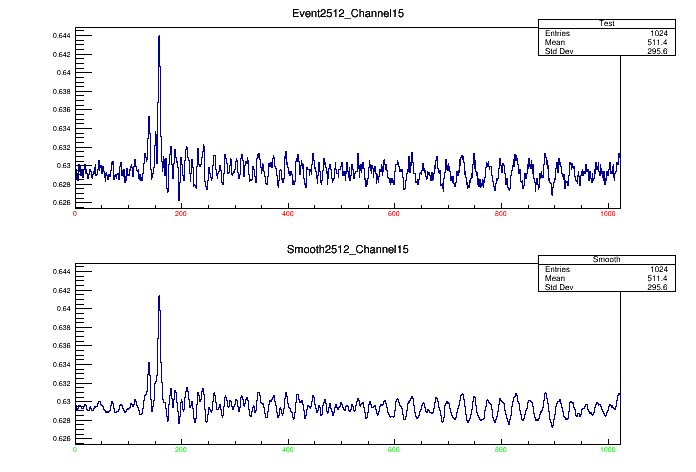 Event2512_Channel15
Test
Entries 1024
Mean 511.4
Std Dev 295.6
0.644
0.642
0.64
0.638
0.636
0.634
0.632
0.63
0.628
0.626
0 200 400 600 800 1000
Smooth2512_Channel15
Smooth
Entries 1024
Mean 511.4
Std Dev 295.6
0.644
0.642
0.64
0.638
0.636
0.634
0.632
0.63
0.628
0.626
0 200 400 600 800 1000